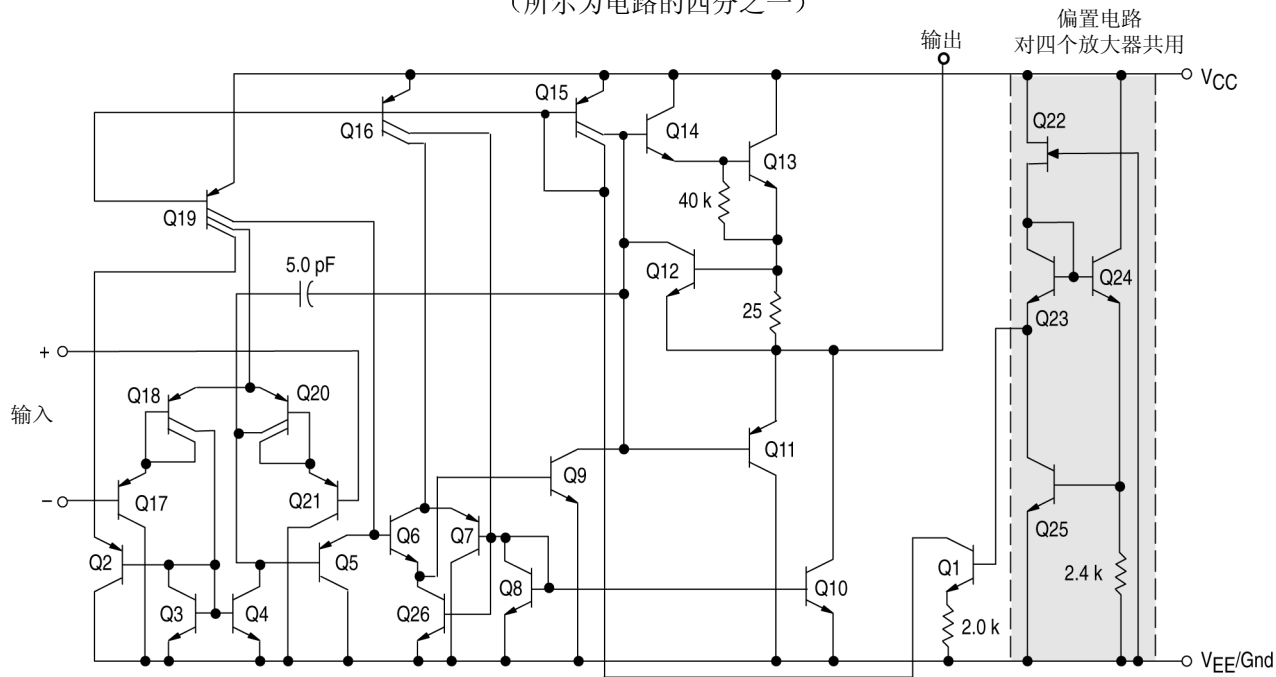 (所示为电路的四分之一)
偏置电路
对四个放大器共用
输出
VCC
Q15
Q16
Q14
Q22
Q13
40 k
Q19
5.0 pF
Q12
Q24
25
Q23
+
Q18
Q20
输入
Q9
Q11
−
Q17
Q21
Q25
Q6
Q7
Q2
Q5
Q8
Q1
2.4 k
Q3
Q4
Q26
Q10
2.0 k
VEE/Gnd